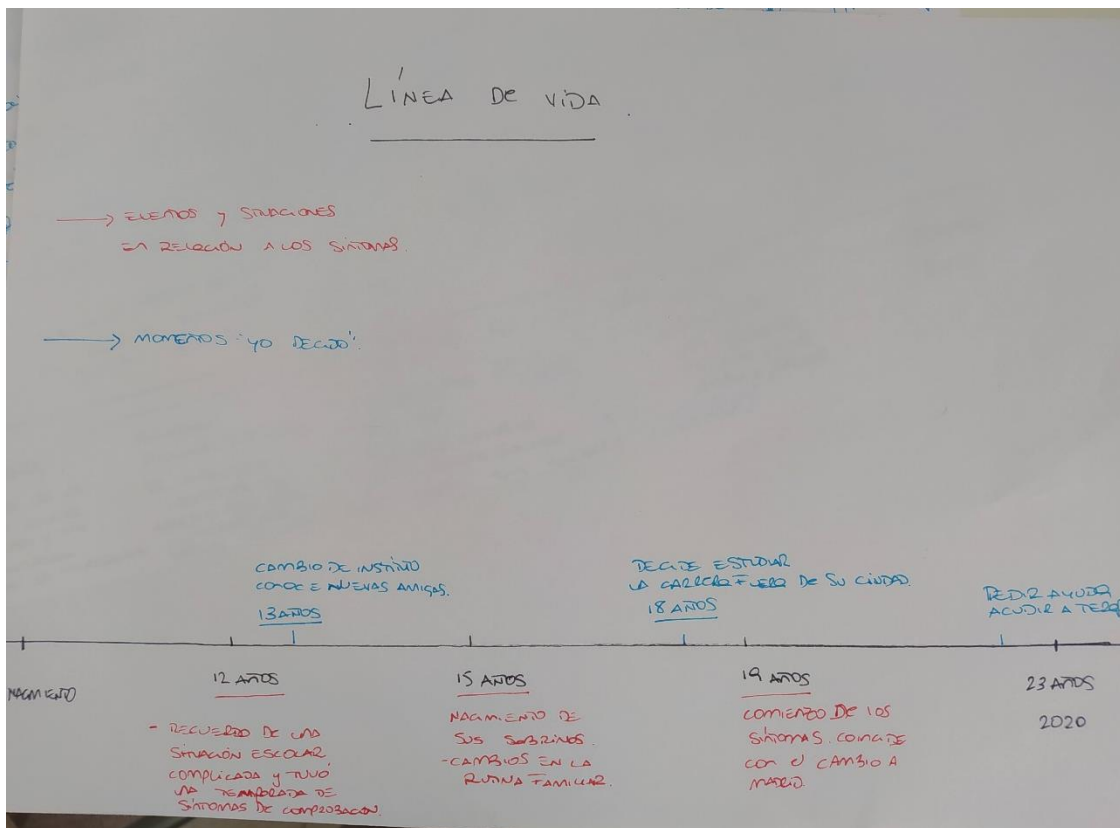 LÍNEA DE VIDA
→ EVENTOS Y SITUACIONES
EN RELACIÓN A LOS SÍNTOMAS.
→ MOMENTOS "YO DECIDO".
CAMBIO DE INSTITUTO
CONOCE NUEVAS AMIGAS.
13 AÑOS
DECIDE ESTUDIAR
LA CARRERA FUERA DE SU CIUDAD.
18 AÑOS
PEDIR AYUDA
ACUDIR A TERA
NACIMIENTO
12 AÑOS
- RECUERDO DE UNA
SITUACIÓN ESCOLAR
COMPLICADA Y TUVO
UNA TEMPORADA DE
SÍNTOMAS DE COMPROBACIÓN.
15 AÑOS
NACIMIENTO DE
SUS SOBRINOS.
- CAMBIOS EN LA
RUTINA FAMILIAR.
19 AÑOS
COMIENZO DE LOS
SÍNTOMAS. COINCIDE
CON EL CAMBIO A
MADRID.
23 AÑOS
2020